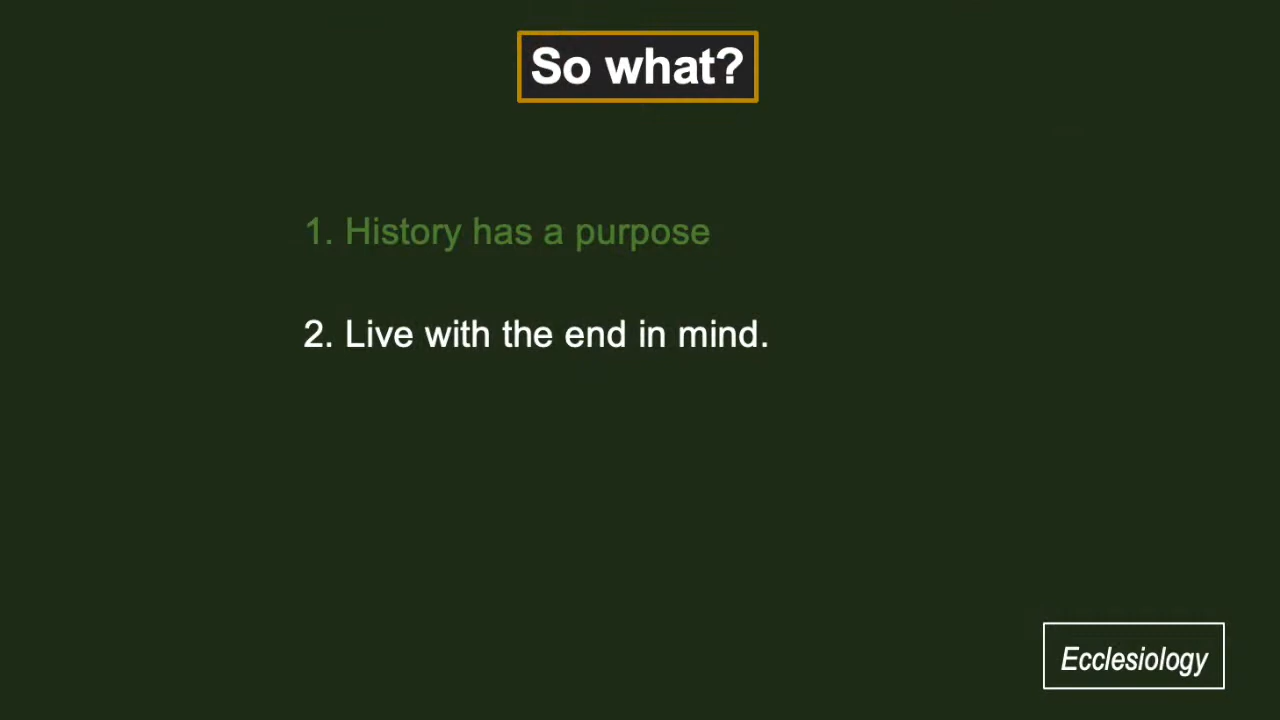 So what?
1. History has a purpose
2. Live with the end in mind.
Ecclesiology